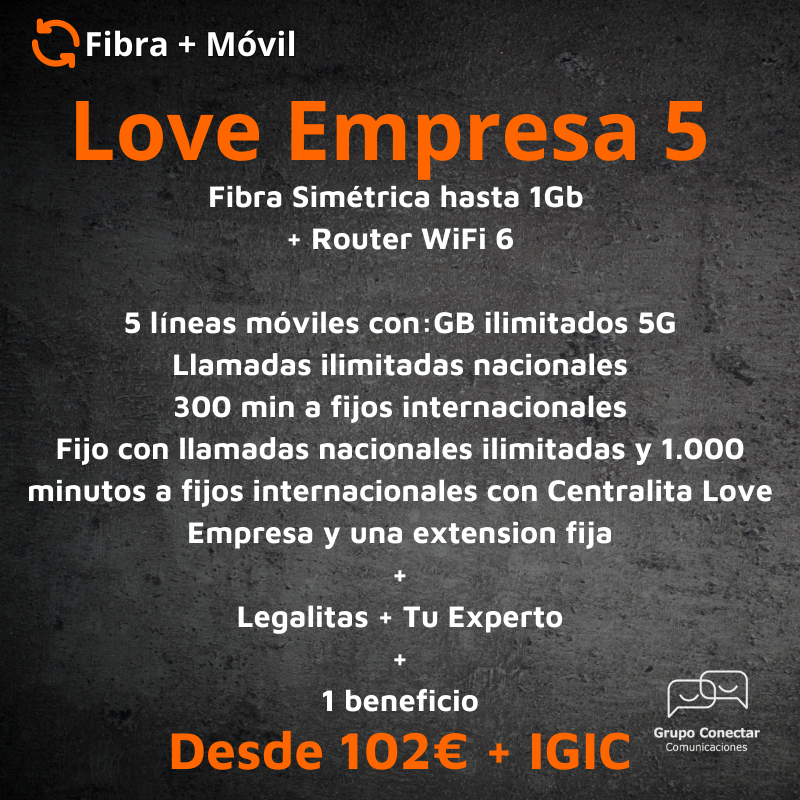 Fibra + Móvil
Love Empresa 5
Fibra Simétrica hasta 1Gb
+ Router WiFi 6
5 líneas móviles con:GB ilimitados 5G
Llamadas ilimitadas nacionales
300 min a fijos internacionales
Fijo con llamadas nacionales ilimitadas y 1.000
minutos a fijos internacionales con Centralita Love
Empresa y una extension fija
+
Legalitas + Tu Experto
+
1 beneficio
Desde 102€ + IGIC
Grupo Conectar
Comunicaciones